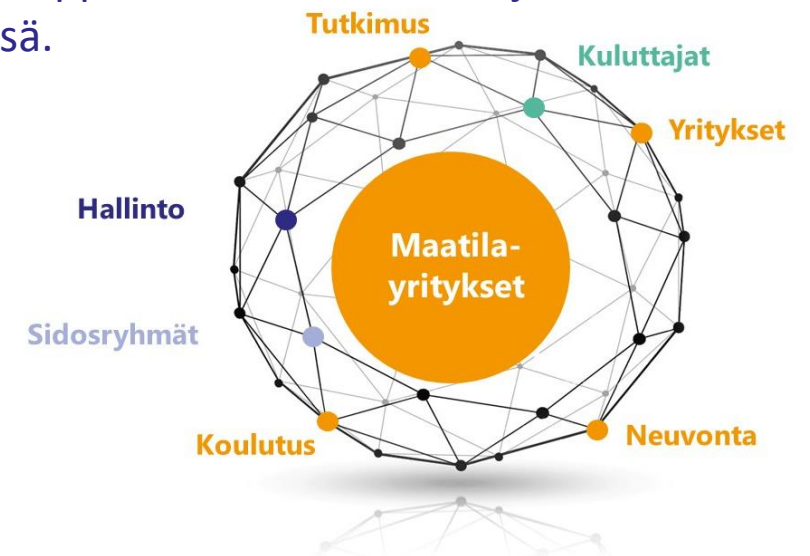 sä.
Tutkimus
Kuluttajat
Yritykset
Hallinto
Maatila-
yritykset
Sidosryhmät
Koulutus
Neuvonta